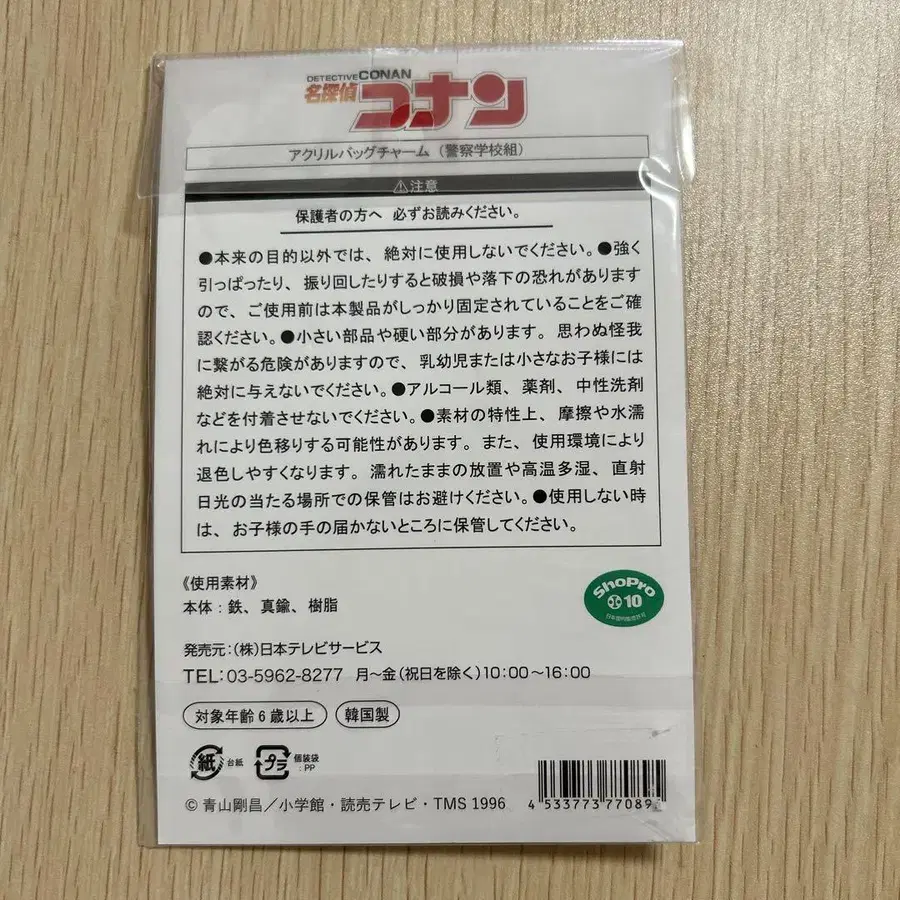 DETECTIVE CONAN
名探偵コナン
アクリルバッグチャーム（警察学校組）
⚠注意
保護者の方へ 必ずお読みください。
●本来の目的以外では、絶対に使用しないでください。●強く
引っぱったり、振り回したりすると破損や落下の恐れがあります
ので、ご使用前は本製品がしっかり固定されていることをご確
認ください。●小さい部品や硬い部分があります。思わぬ怪我
に繋がる危険がありますので、乳幼児または小さなお子様には
絶対に与えないでください。●アルコール類、薬剤、中性洗剤
などを付着させないでください。●素材の特性上、摩擦や水濡
れにより色移りする可能性があります。また、使用環境により
退色しやすくなります。濡れたままの放置や高温多湿、直射
日光の当たる場所での保管はお避けください。●使用しない時
は、お子様の手の届かないところに保管してください。
《使用素材》
本体：鉄、真鍮、樹脂
ShoPro
10
発売元：（株）日本テレビサービス
TEL：03-5962-8277 月～金（祝日を除く）10：00～16：00
対象年齢６歳以上 韓国製
紙 台紙 プラ 個装袋
：PP
© 青山剛昌／小学館・読売テレビ・TMS 1996
4 533773 77089